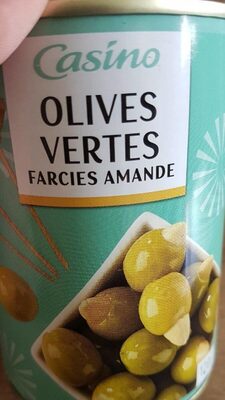 Casino
OLIVES
VERTES
FARCIES AMANDE